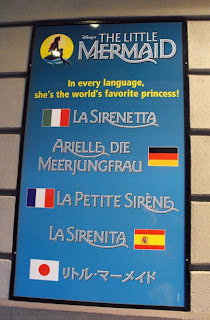 Disney's
THE LITTLE
MERMAID
In every language,
she's the world's favorite princess!
LA SIRENETTA
ARIELLE, DIE
MEERJUNGFRAU
LA PETITE SIRÈNE
LA SIRENITA
リトル・マーメイド